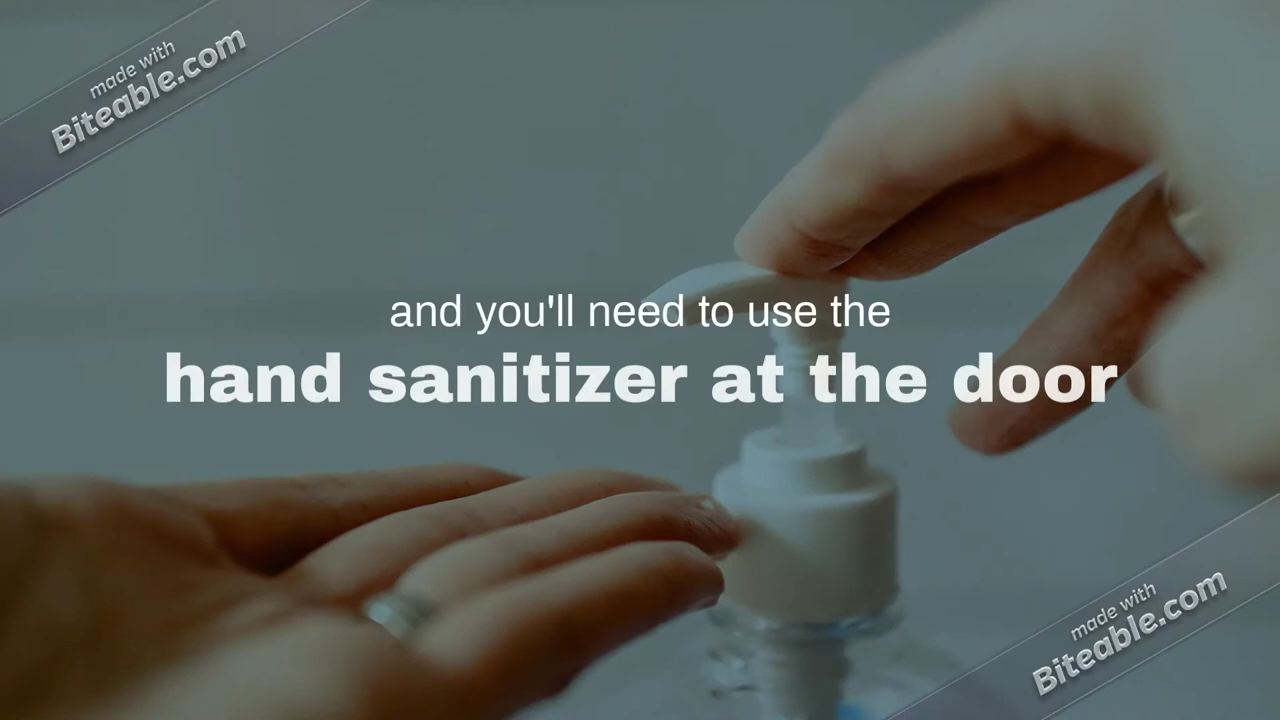 made with
Biteable.com
and you'll need to use the
hand sanitizer at the door
made with
Biteable.com